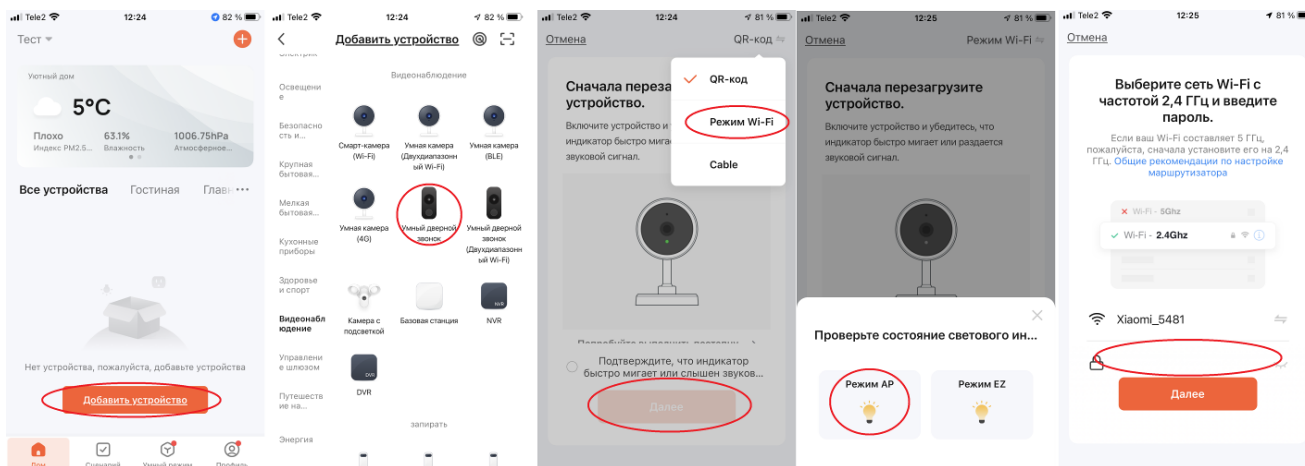 Tele2
12:24
82 %
Тест
Уютный дом
5°C
Плохо
63.1%
1006.75hPa
Индекс PM2.5...
Влажность
Атмосферное...
Все устройства
Гостиная
Главн
Нет устройства, пожалуйста, добавьте устройства
Добавить устройство
Дом
Сценарий
Умный режим
Профиль
Tele2
12:24
82 %
Добавить устройство
Освещени
е
Безопасно
сть и...
Крупная
бытовая...
Мелкая
бытовая...
Кухонные
приборы
Здоровье
и спорт
Видеонабл
юдение
Управлени
е шлюзом
Путешеств
ие на...
Энергия
Видеонаблюдение
Смарт-камера
(Wi-Fi)
Умная камера
(Двухдиапазонн
ый Wi-Fi)
Умная камера
(BLE)
Умная камера
(4G)
Умный дверной
звонок
Умный дверной
звонок
(Двухдиапазонн
ый Wi-Fi)
Камера с
подсветкой
Базовая станция
NVR
NVR
DVR
DVR
запирать
Tele2
12:24
81 %
Отмена
QR-код
QR-код
Режим Wi-Fi
Cable
Сначала переза
устройство.
Включите устройство и
индикатор быстро мига
звуковой сигнал.
Подтвердите, что индикатор
быстро мигает или слышен звуков...
Далее
Tele2
12:25
81 %
Отмена
Режим Wi-Fi
Сначала перезагрузите
устройство.
Включите устройство и убедитесь, что
индикатор быстро мигает или раздается
звуковой сигнал.
Проверьте состояние светового ин...
Режим AP
Режим EZ
Tele2
12:25
81 %
Отмена
Выберите сеть Wi-Fi с
частотой 2,4 ГГц и введите
пароль.
Если ваш Wi-Fi составляет 5 ГГц,
пожалуйста, сначала установите его на 2,4
ГГц. Общие рекомендации по настройке
маршрутизатора
Wi-Fi - 5Ghz
Wi-Fi - 2.4Ghz
Xiaomi_5481
Далее